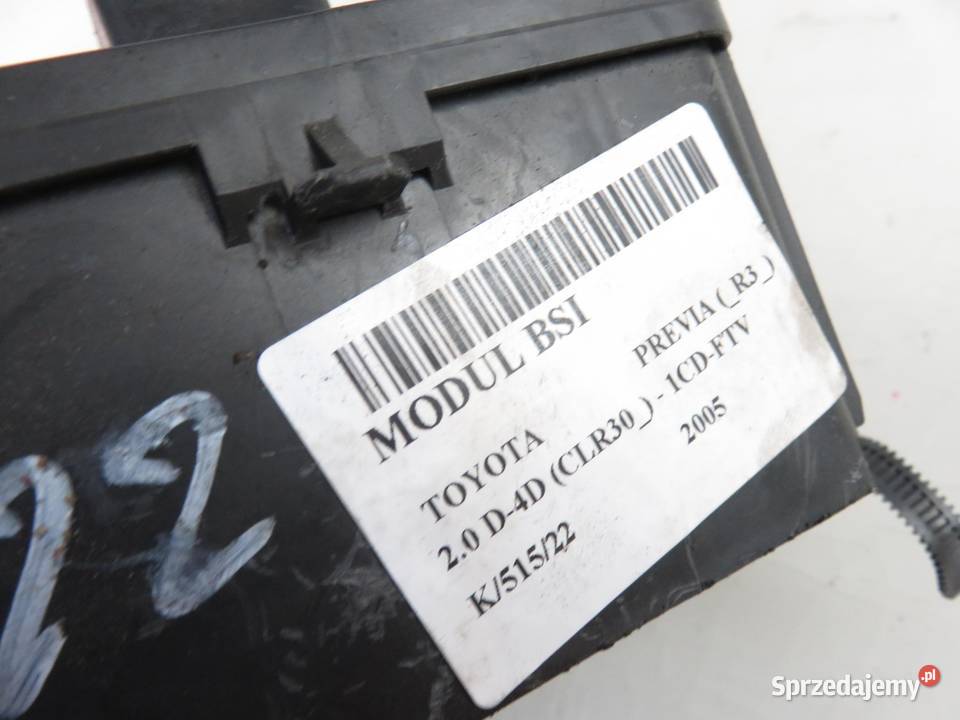 MODUL BSI
TOYOTA PREVIA (_R3_)
2.0 D-4D (CLR30_) - 1CD-FTV
2005
K/515/22
22
Sprzedajemy.pl